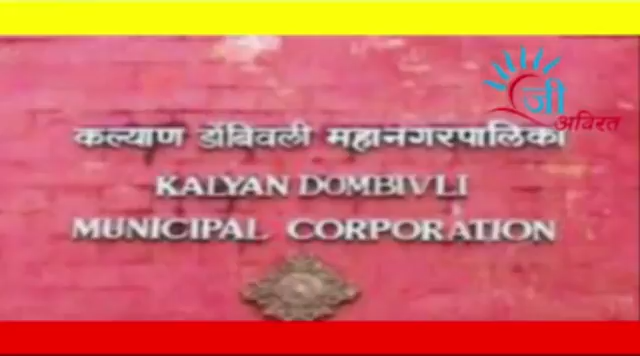 जी
अविरत
कल्याण डोंबिवली महानगरपालिका
KALYAN DOMBIVLI
MUNICIPAL CORPORATION